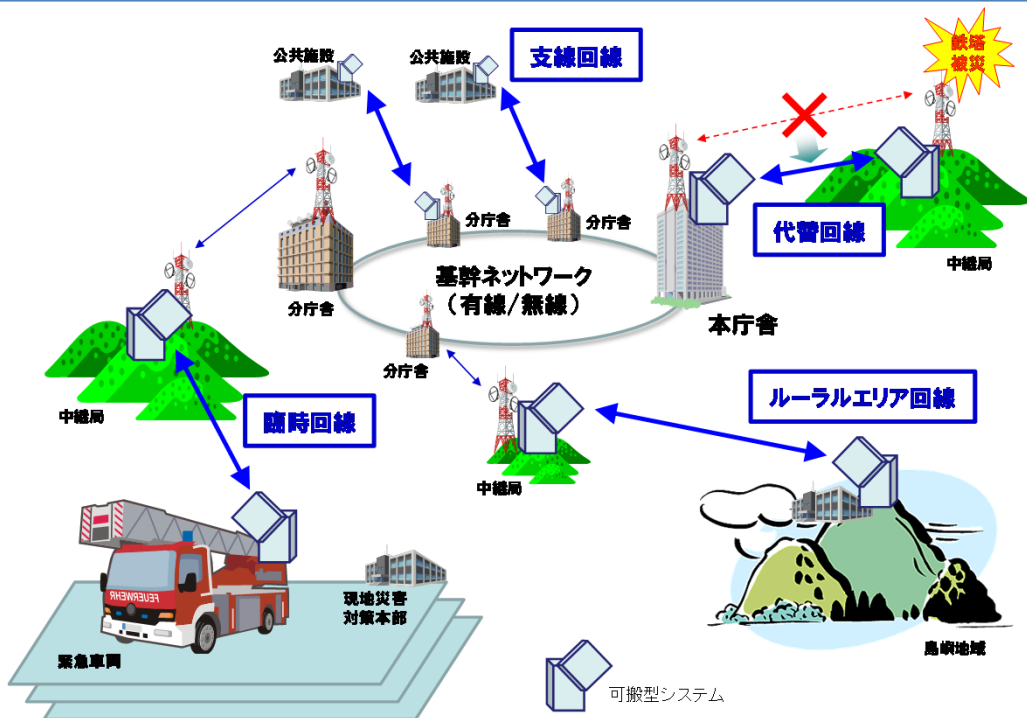 公共施設
公共施設
支線回線
鉄塔
被災
分庁舎
分庁舎
代替回線
中継局
基幹ネットワーク
（有線/無線）
分庁舎
本庁舎
分庁舎
中継局
臨時回線
ルーラルエリア回線
中継局
FEUERWEHR
現地災害
対策本部
緊急車両
島嶼地域
可搬型システム